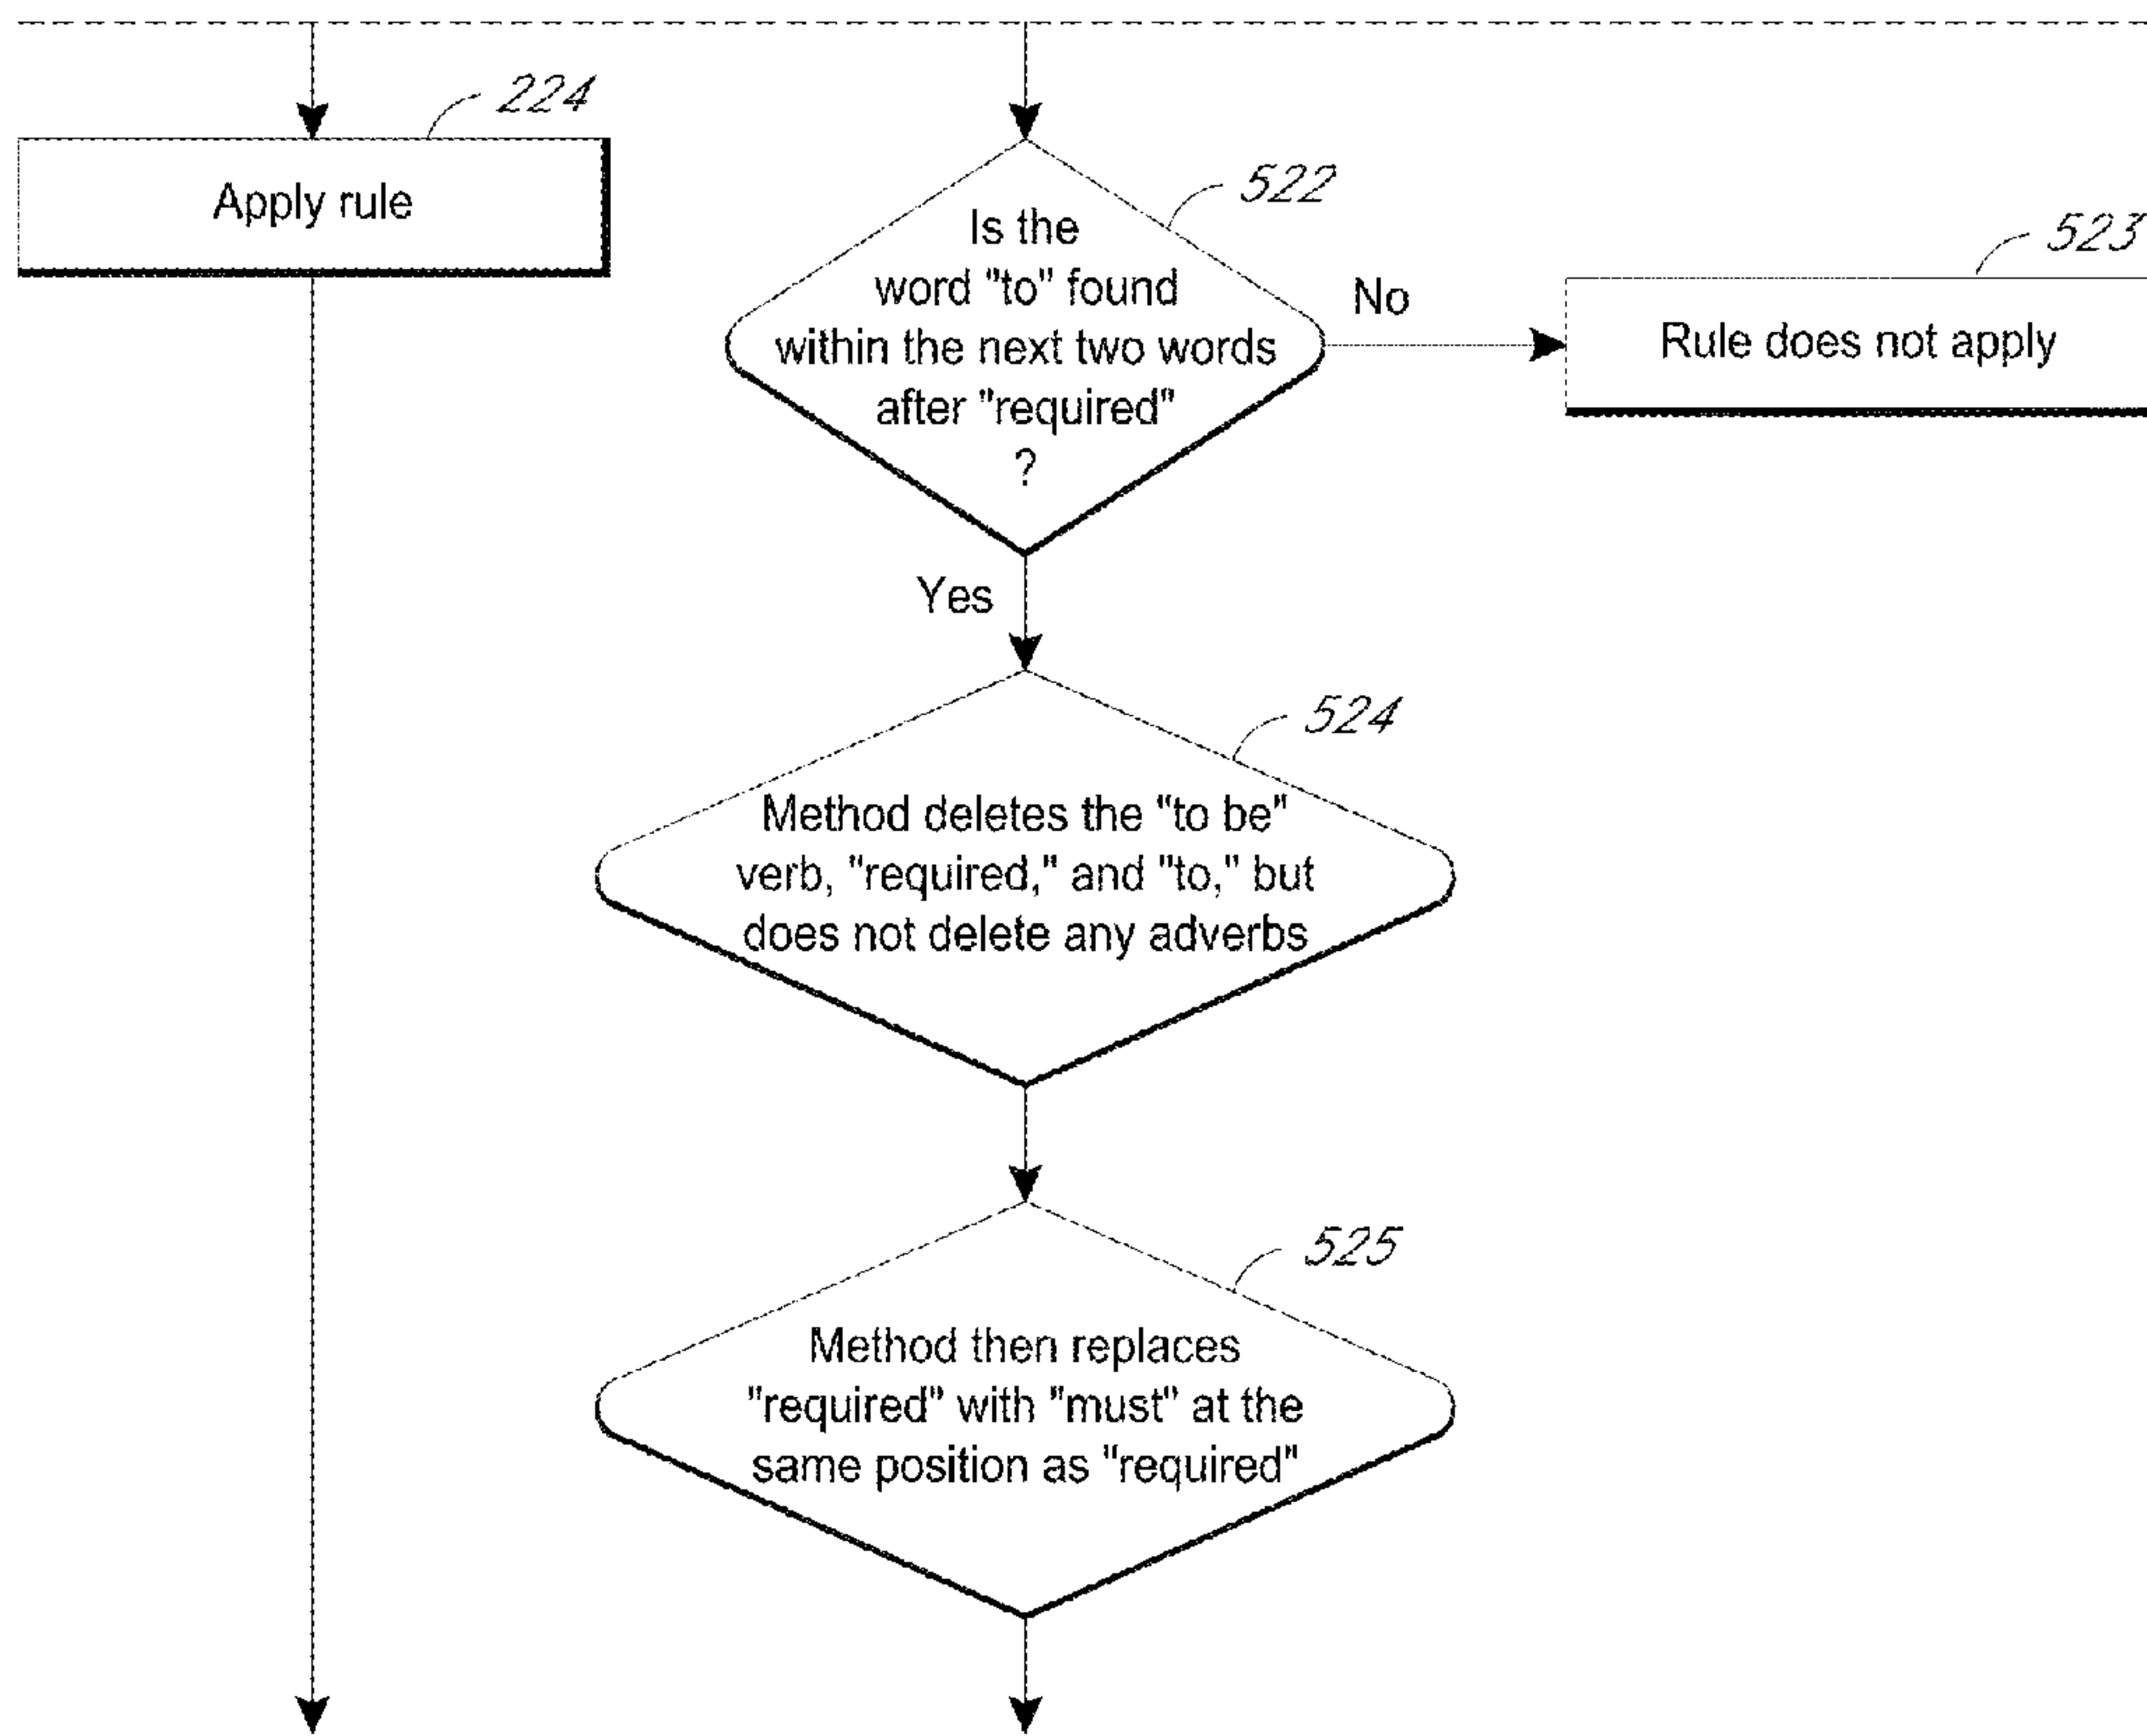 224
Apply rule
522
Is the
word "to" found
within the next two words
after "required"
?
No
523
Rule does not apply
Yes
524
Method deletes the "to be"
verb, "required," and "to," but
does not delete any adverbs
525
Method then replaces
"required" with "must" at the
same position as "required"